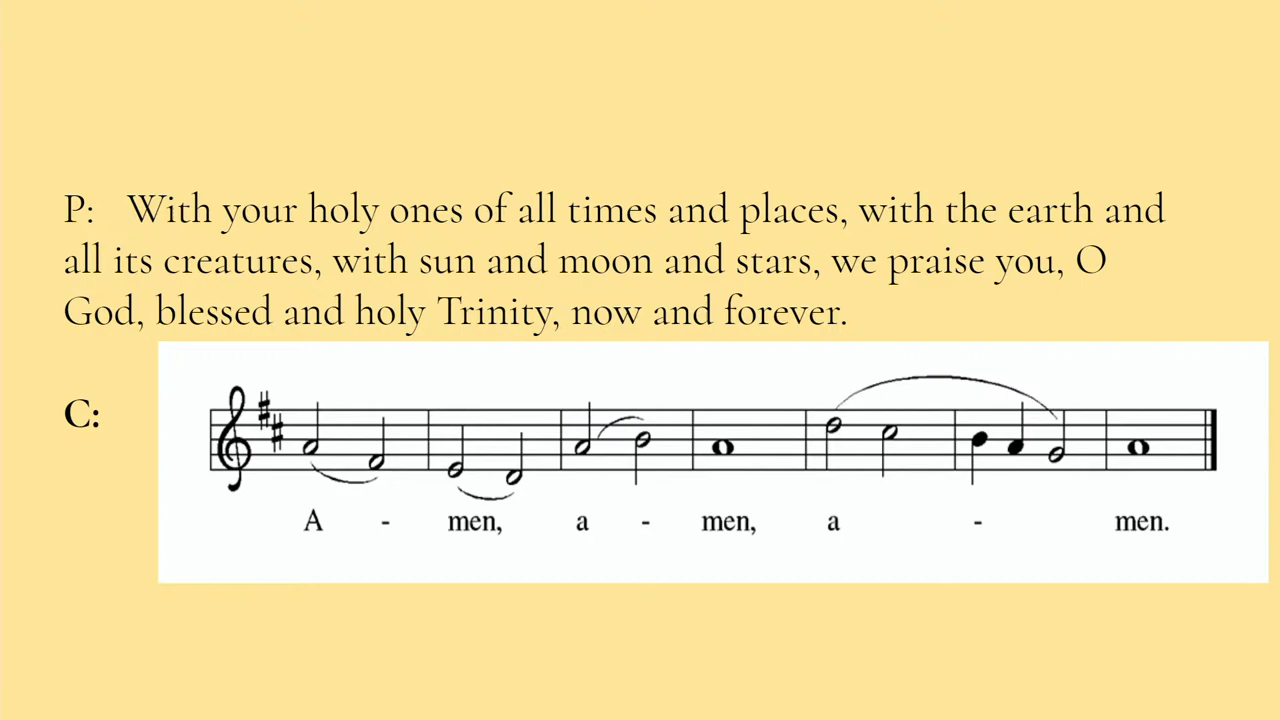 P: With your holy ones of all times and places, with the earth and
all its creatures, with sun and moon and stars, we praise you, O
God, blessed and holy Trinity, now and forever.
C:
A - men, a - men, a - men.